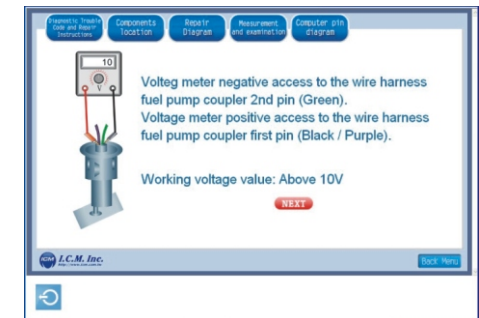 Diagnostic Trouble
Code and Repair
Instructions
Components
location
Repair
Diagram
Measurement
and examination
Computer pin
diagram
10
V
Volteg meter negative access to the wire harness
fuel pump coupler 2nd pin (Green).
Voltage meter positive access to the wire harness
fuel pump coupler first pin (Black / Purple).
Working voltage value: Above 10V
NEXT
ICM
I.C.M. Inc.
Back Menu